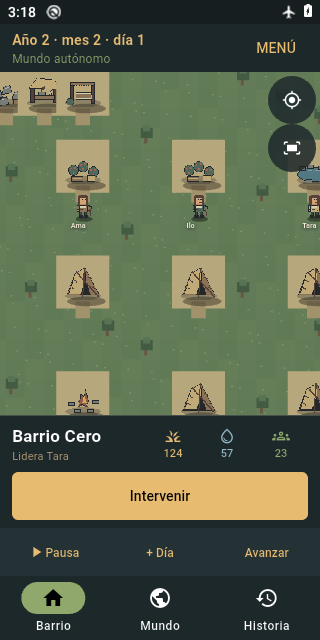 3:18
Año 2 · mes 2 · día 1
Mundo autónomo
MENÚ
Ama
Ilo
Tara
Barrio Cero
Lidera Tara
124
57
23
Intervenir
Pausa
+ Día
Avanzar
Barrio
Mundo
Historia